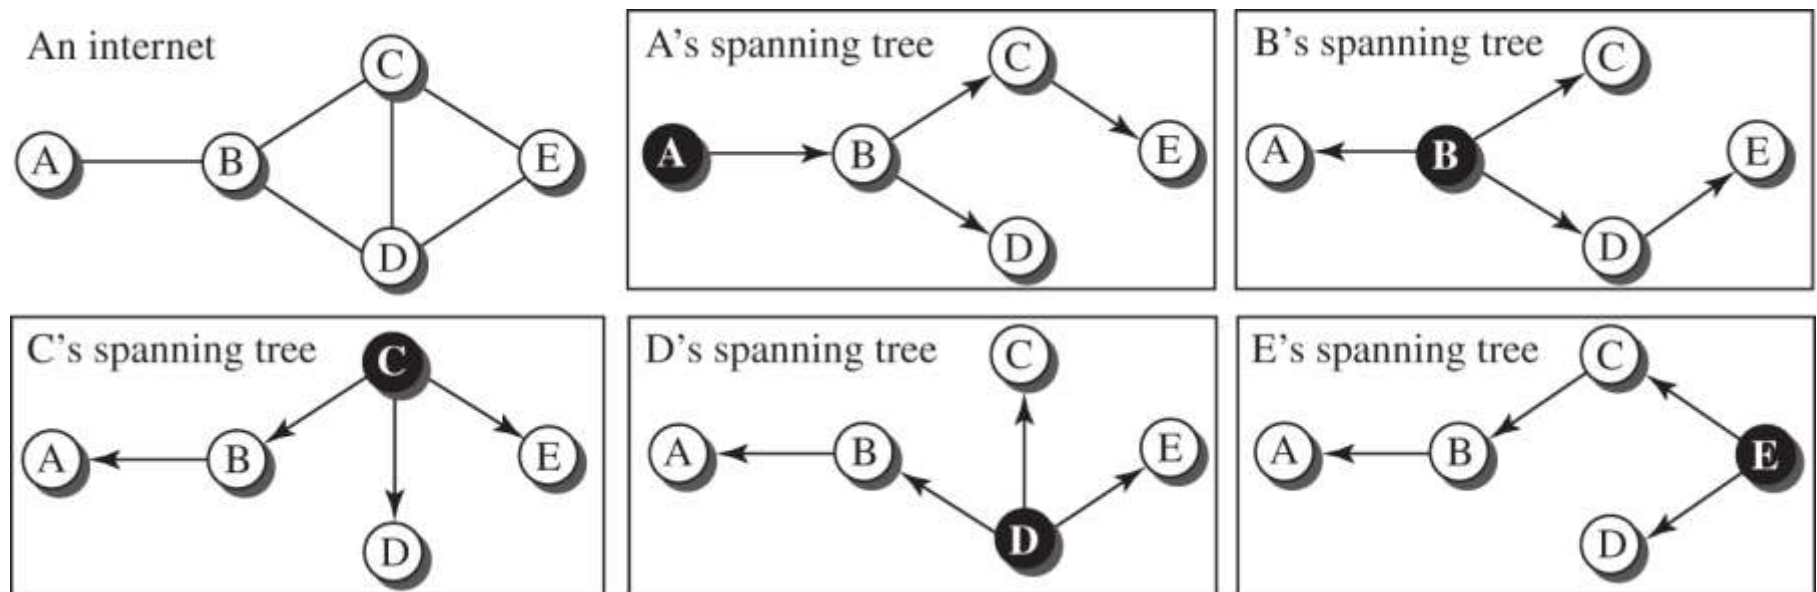 An internet
C
A
B
E
D
A's spanning tree
C
A
B
E
D
B's spanning tree
C
A
B
E
D
C's spanning tree
C
A
B
E
D
D's spanning tree
C
A
B
E
D
E's spanning tree
C
A
B
E
D